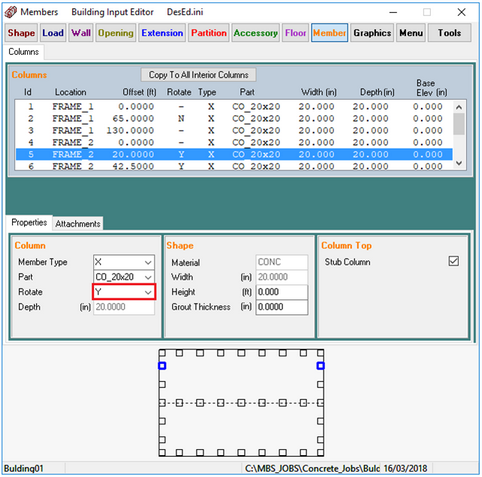 Members Building Input Editor DesEd.ini
Shape Load Wall Opening Extension Partition Accessory Floor Member Graphics Menu Tools
Columns
Columns Copy To All Interior Columns
Base
Id Location Offset (ft) Rotate Type Part Width (in) Depth (in) Elev (in)
1 FRAME_1 0.0000 - X CO_20x20 20.000 20.000 0.000
2 FRAME_1 65.0000 N X CO_20x20 20.000 20.000 0.000
3 FRAME_1 130.0000 - X CO_20x20 20.000 20.000 0.000
4 FRAME_2 0.0000 - X CO_20x20 20.000 20.000 0.000
5 FRAME_2 20.0000 Y X CO_20x20 20.000 20.000 0.000
6 FRAME_2 42.5000 Y X CO_20x20 20.000 20.000 0.000
Properties Attachments
Column Shape Column Top
Member Type X Material CONC Stub Column
Part CO_20x20 Width (in) 20.0000
Rotate Y Height (ft) 0.000
Depth (in) 20.0000 Grout Thickness (in) 0.0000
Bulding01 C:\MBS_JOBS\Concrete_Jobs\Bulc 16/03/2018